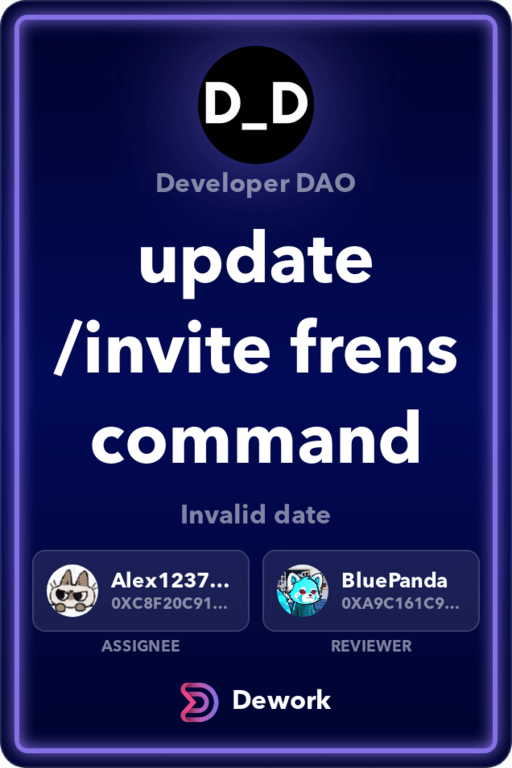 D_D
Developer DAO
update
/invite frens
command
Invalid date
Alex1237...
0XC8F20C91...
ASSIGNEE
BluePanda
0XA9C161C9...
REVIEWER
Dework